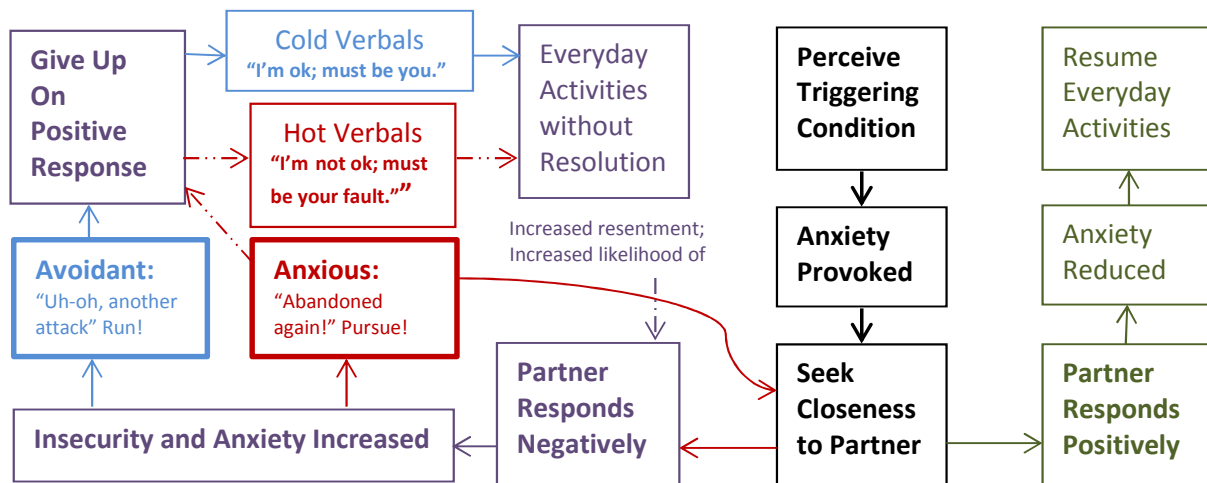 Give Up
On
Positive
Response
Cold Verbals
“I’m ok; must be you.”
Hot Verbals
“I’m not ok; must
be your fault.””
Everyday
Activities
without
Resolution
Perceive
Triggering
Condition
Resume
Everyday
Activities
Increased resentment;
Increased likelihood of
Anxiety
Provoked
Anxiety
Reduced
Avoidant:
“Uh-oh, another
attack” Run!
Anxious:
“Abandoned
again!” Pursue!
Insecurity and Anxiety Increased
Partner
Responds
Negatively
Seek
Closeness
to Partner
Partner
Responds
Positively